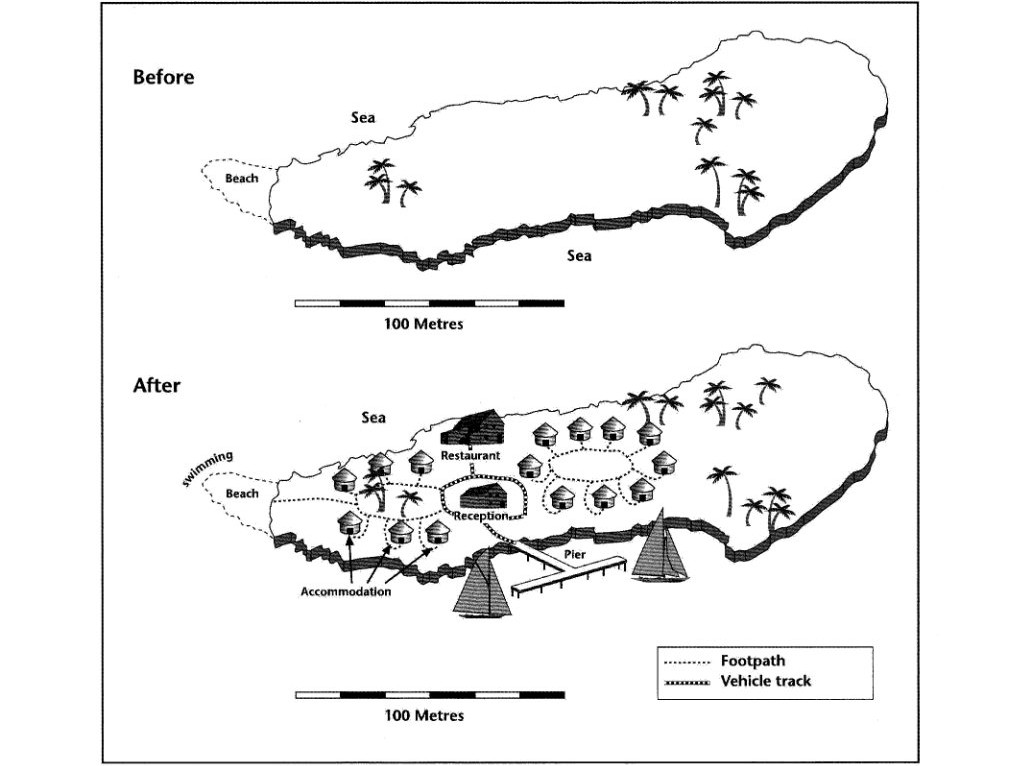 Before
Sea
Beach
Sea
100 Metres
After
Sea
swimming
Restaurant
Beach
Reception
Pier
Accommodation
Footpath
Vehicle track
100 Metres